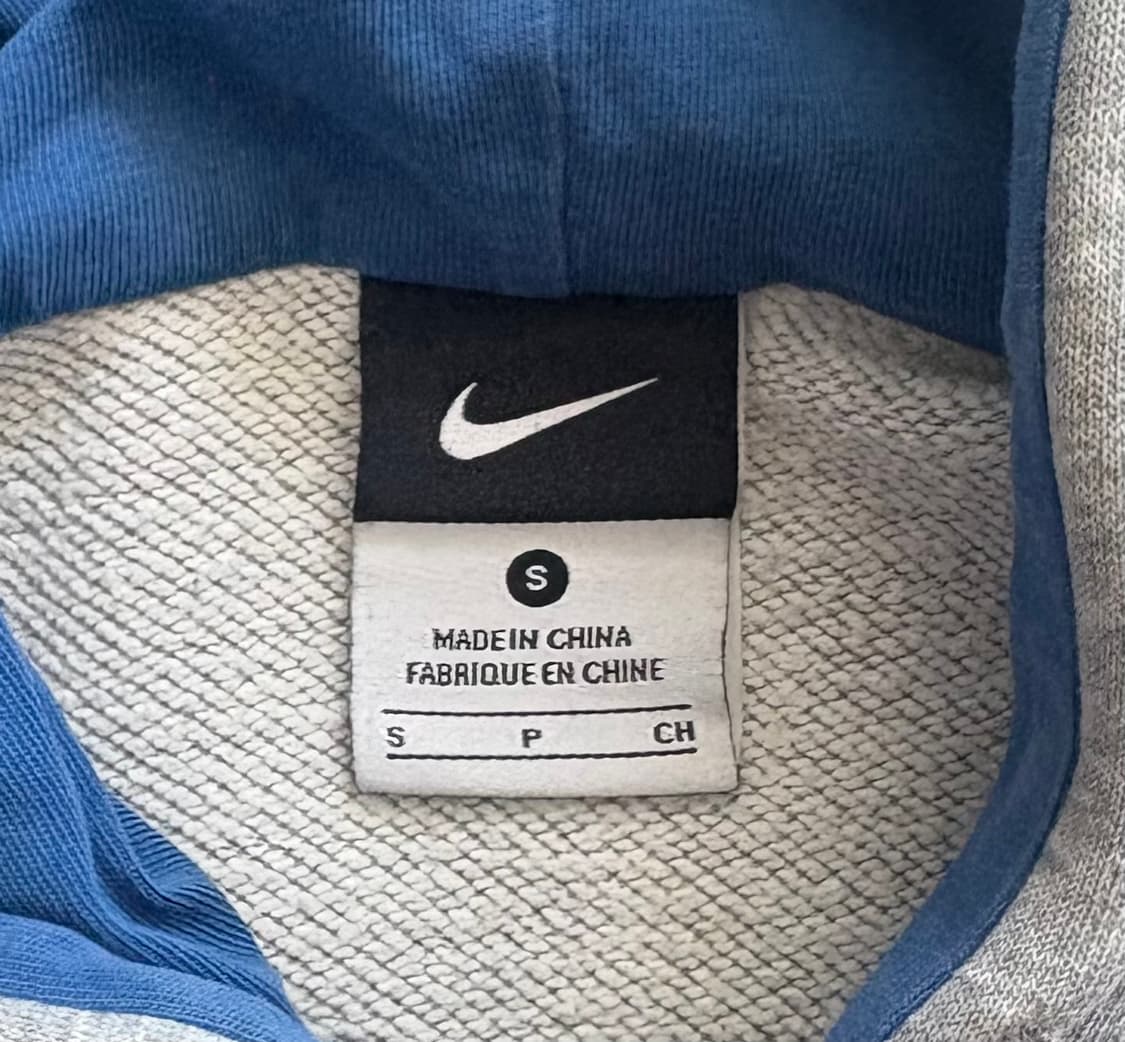 S
MADE IN CHINA
FABRIQUE EN CHINE
S P CH